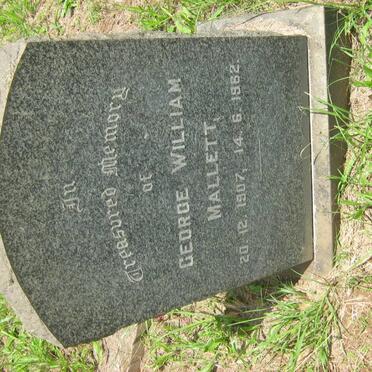 In
Treasured Memory
of
GEORGE WILLIAM
MALLETT,
20. 12. 1907. 14. 6. 1962.